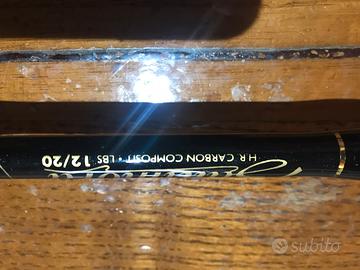 H.R. CARBON COMPOSIT • LBS 12/20
subito